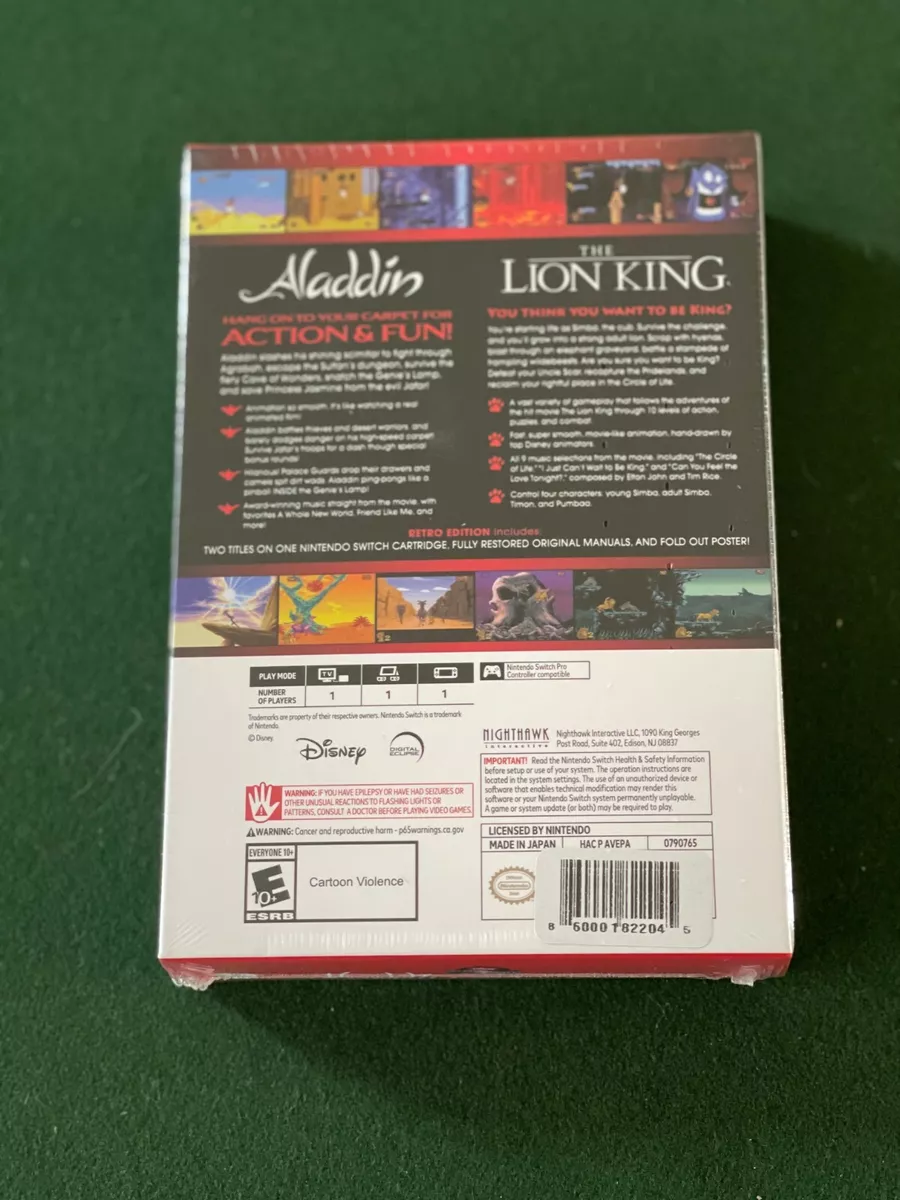 Aladdin
HANG ON TO YOUR CARPET FOR
ACTION & FUN!
Aladdin slashes his shining scimitar to fight through
Agrabah, escape the Sultan's dungeon, survive the
fiery Cave of Wonders, snatch the Genie's Lamp,
and save Princess Jasmine from the evil Jafar!
Animation so smooth, it's like watching a real
animated film!
Aladdin battles thieves and desert warriors, and
barely dodges danger on his high-speed carpet!
Survive Jafar's troops for a dash through special
bonus rounds!
Hilarious! Palace Guards drop their drawers and
camels spit dirt wads. Aladdin ping-pongs like a
pinball INSIDE the Genie's Lamp!
Award-winning music straight from the movie, with
favorites A Whole New World, Friend Like Me, and
more!
THE
LION KING
YOU THINK YOU WANT TO BE KING?
You're starting life as Simba, the cub. Survive the challenge,
and you'll grow into a strong adult lion. Scrap with hyenas,
blast through an elephant graveyard, battle a stampede of
tramping wildebeests. Are you sure you want to be King?
Defeat your Uncle Scar, recapture the Pridelands, and
reclaim your rightful place in the Circle of Life.
A vast variety of gameplay that follows the adventures of
the hit movie The Lion King through 10 levels of action,
puzzles, and combat!
Fast, super smooth, movie-like animation, hand-drawn by
top Disney animators.
All 9 music selections from the movie, including "The Circle
of Life," "I Just Can't Wait to Be King," and "Can You Feel the
Love Tonight?," composed by Elton John and Tim Rice.
Control four characters: young Simba, adult Simba,
Timon, and Pumbaa.
RETRO EDITION includes:
TWO TITLES ON ONE NINTENDO SWITCH CARTRIDGE, FULLY RESTORED ORIGINAL MANUALS, AND FOLD OUT POSTER!
PLAY MODE TV
NUMBER
OF PLAYERS 1 1 1
Nintendo Switch Pro
Controller compatible
Trademarks are property of their respective owners. Nintendo Switch is a trademark
of Nintendo.
© Disney.
Disney
DIGITAL
ECLIPSE
NIGHTHAWK
interactive
Nighthawk Interactive LLC, 1090 King Georges
Post Road, Suite 402, Edison, NJ 08837
IMPORTANT! Read the Nintendo Switch Health & Safety Information
before setup or use of your system. The operation instructions are
located in the system settings. The use of an unauthorized device or
software that enables technical modification may render this
software or your Nintendo Switch system permanently unplayable.
A game or system update (or both) may be required to play.
WARNING: IF YOU HAVE EPILEPSY OR HAVE HAD SEIZURES OR
OTHER UNUSUAL REACTIONS TO FLASHING LIGHTS OR
PATTERNS, CONSULT A DOCTOR BEFORE PLAYING VIDEO GAMES.
WARNING: Cancer and reproductive harm - p65warnings.ca.gov
EVERYONE 10+
E
10+
ESRB
Cartoon Violence
LICENSED BY NINTENDO
MADE IN JAPAN HAC P AVEPA 0790765
Nintendo
8 60001 82204 5